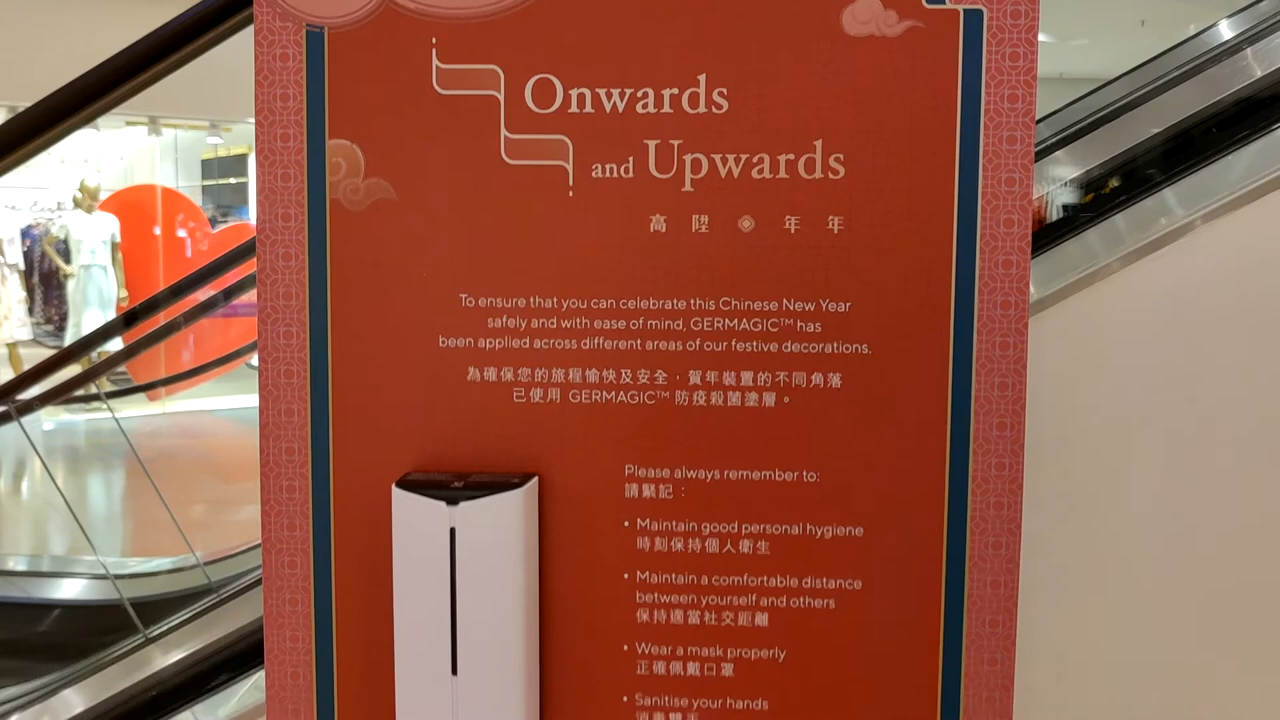 Onwards
and Upwards
高陞 年年
To ensure that you can celebrate this Chinese New Year
safely and with ease of mind, GERMAGIC™ has
been applied across different areas of our festive decorations.
為確保您的旅程愉快及安全，賀年裝置的不同角落
已使用 GERMAGIC™ 防疫殺菌塗層。
Please always remember to:
請緊記：
• Maintain good personal hygiene
時刻保持個人衞生
• Maintain a comfortable distance
between yourself and others
保持適當社交距離
• Wear a mask properly
正確佩戴口罩
• Sanitise your hands
消毒雙手